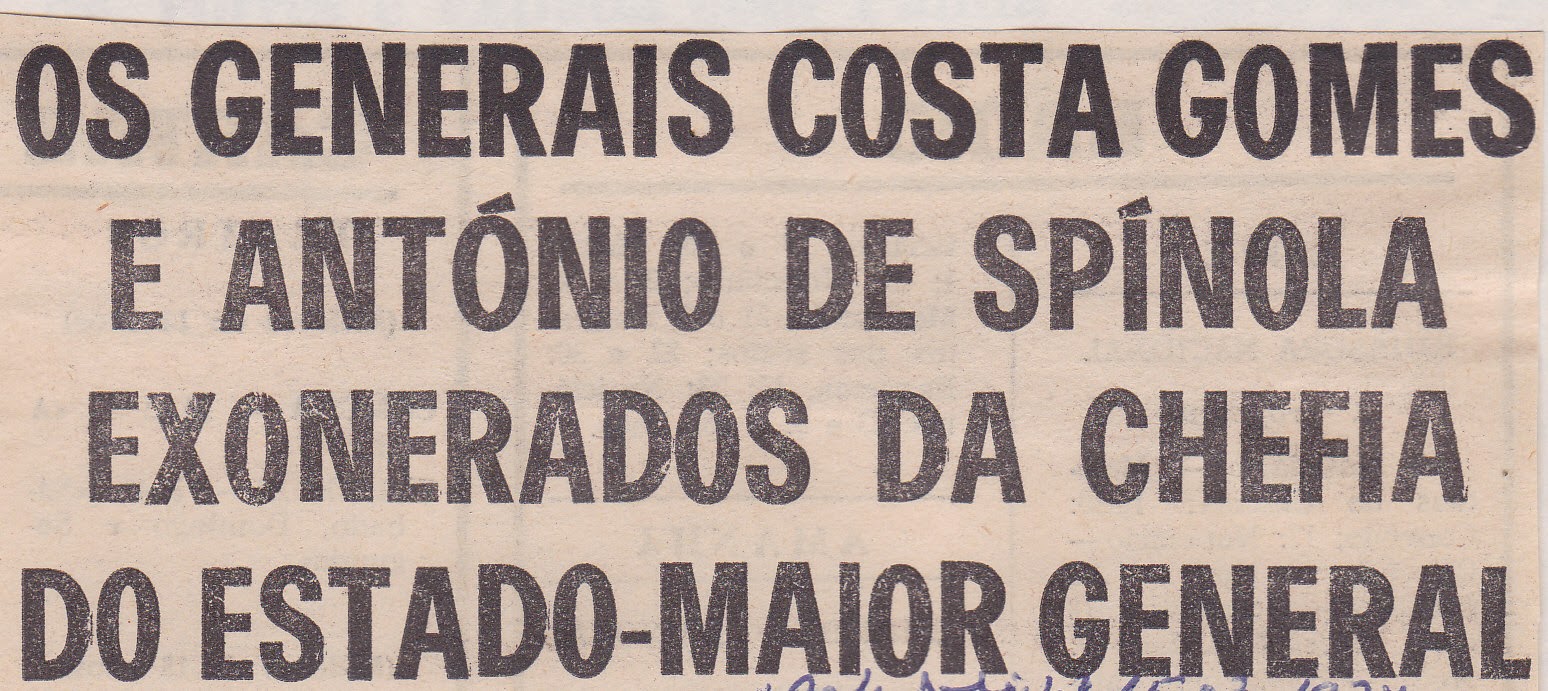 OS GENERAIS COSTA GOMES
E ANTÓNIO DE SPÍNOLA
EXONERADOS DA CHEFIA
DO ESTADO-MAIOR GENERAL